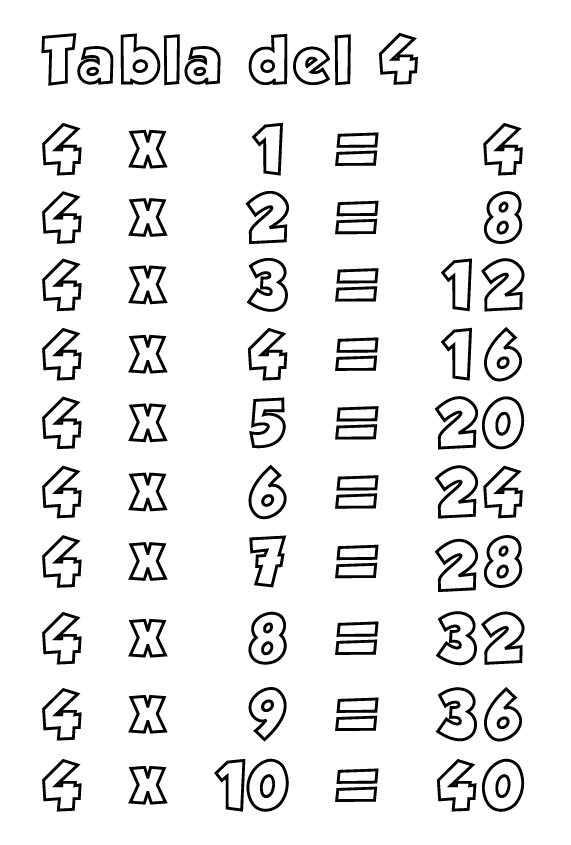 Tabla del 4
4 x 1 = 4
4 x 2 = 8
4 x 3 = 12
4 x 4 = 16
4 x 5 = 20
4 x 6 = 24
4 x 7 = 28
4 x 8 = 32
4 x 9 = 36
4 x 10 = 40